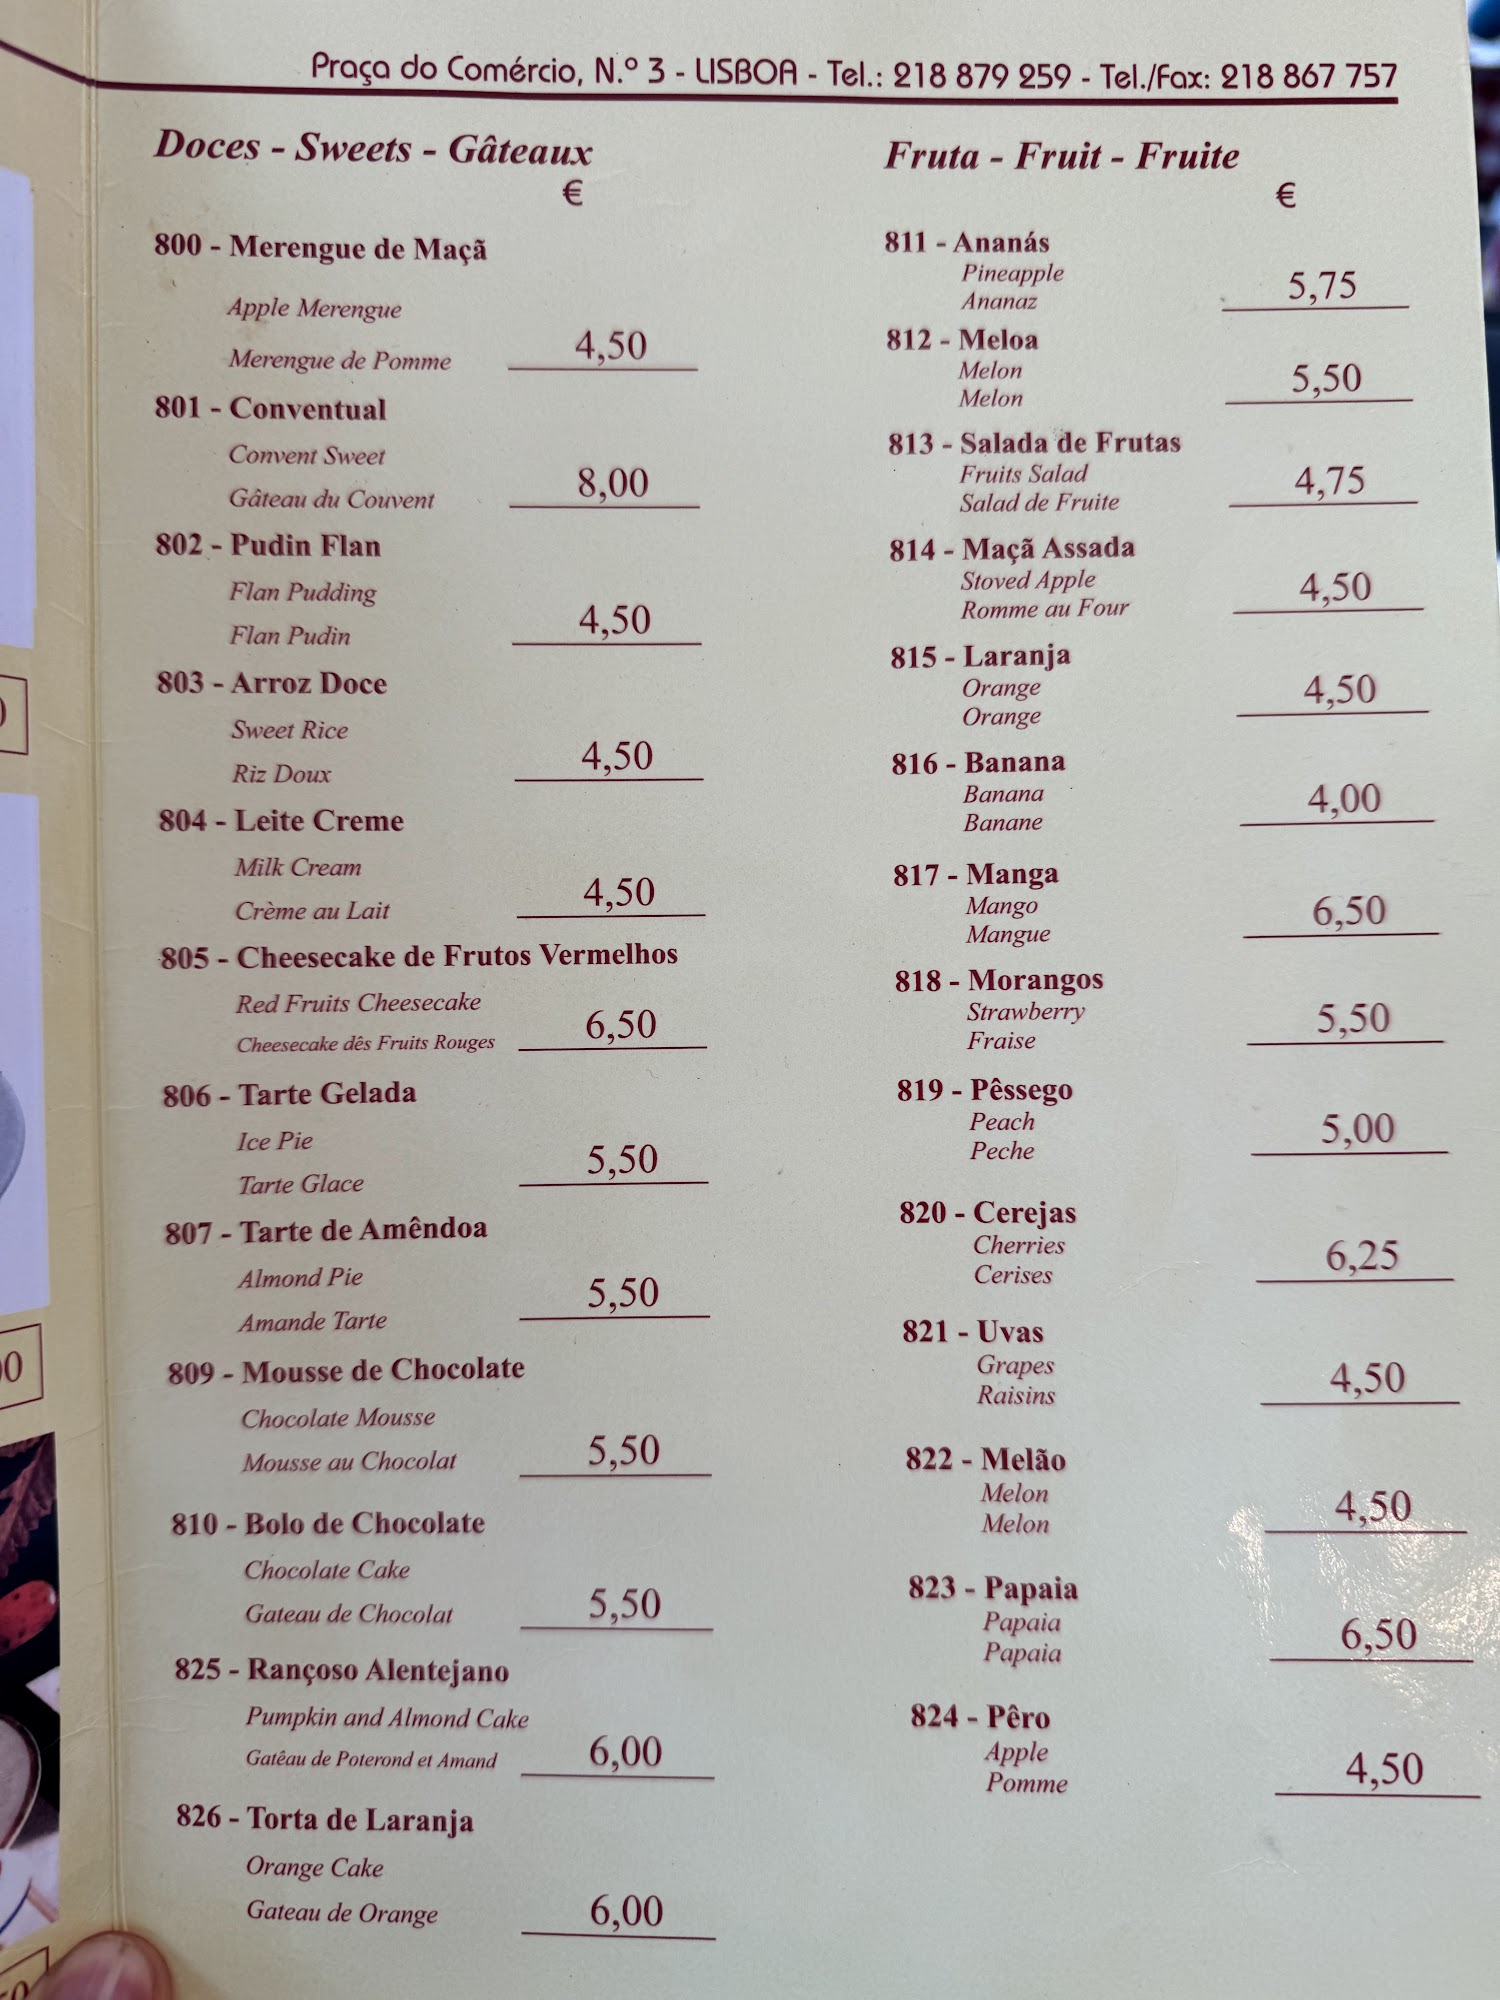 Praça do Comércio, N.º 3 - LISBOA - Tel.: 218 879 259 - Tel./Fax: 218 867 757
Doces - Sweets - Gâteaux
€
800 - Merengue de Maçã
Apple Merengue
Merengue de Pomme 4,50
801 - Conventual
Convent Sweet
Gâteau du Couvent 8,00
802 - Pudin Flan
Flan Pudding
Flan Pudin 4,50
803 - Arroz Doce
Sweet Rice
Riz Doux 4,50
804 - Leite Creme
Milk Cream
Crème au Lait 4,50
805 - Cheesecake de Frutos Vermelhos
Red Fruits Cheesecake
Cheesecake dês Fruits Rouges 6,50
806 - Tarte Gelada
Ice Pie
Tarte Glace 5,50
807 - Tarte de Amêndoa
Almond Pie
Amande Tarte 5,50
809 - Mousse de Chocolate
Chocolate Mousse
Mousse au Chocolat 5,50
810 - Bolo de Chocolate
Chocolate Cake
Gateau de Chocolat 5,50
825 - Rançoso Alentejano
Pumpkin and Almond Cake
Gatêau de Poterond et Amand 6,00
826 - Torta de Laranja
Orange Cake
Gateau de Orange 6,00
Fruta - Fruit - Fruite
€
811 - Ananás
Pineapple
Ananaz 5,75
812 - Meloa
Melon
Melon 5,50
813 - Salada de Frutas
Fruits Salad
Salad de Fruite 4,75
814 - Maçã Assada
Stoved Apple
Romme au Four 4,50
815 - Laranja
Orange
Orange 4,50
816 - Banana
Banana
Banane 4,00
817 - Manga
Mango
Mangue 6,50
818 - Morangos
Strawberry
Fraise 5,50
819 - Pêssego
Peach
Peche 5,00
820 - Cerejas
Cherries
Cerises 6,25
821 - Uvas
Grapes
Raisins 4,50
822 - Melão
Melon
Melon 4,50
823 - Papaia
Papaia
Papaia 6,50
824 - Pêro
Apple
Pomme 4,50